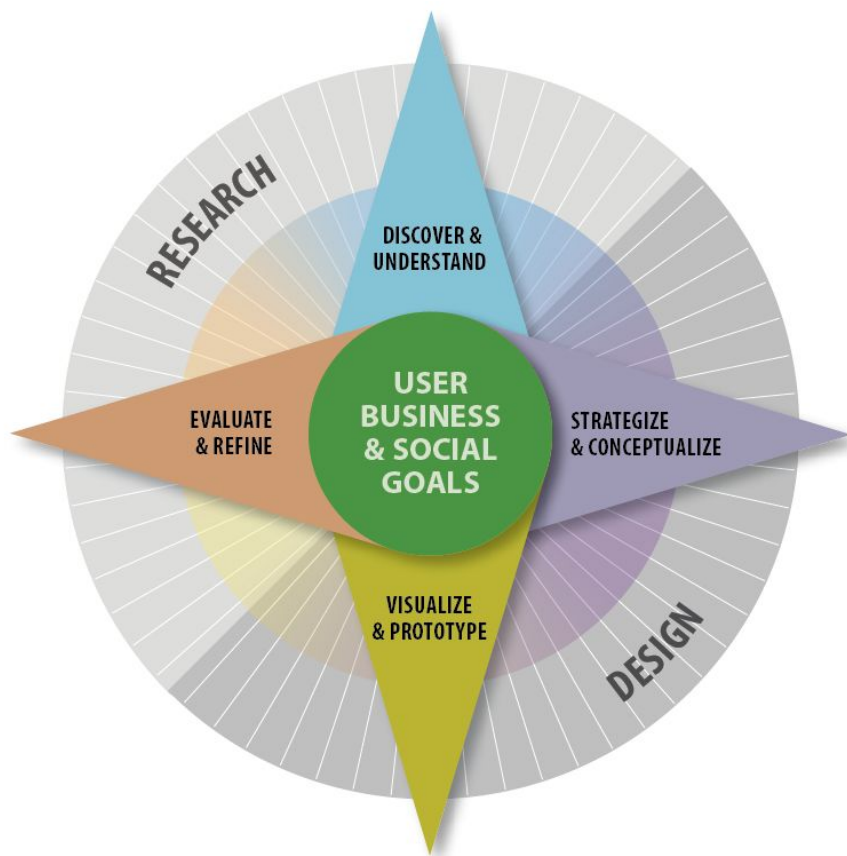 RESEARCH
DISCOVER &
UNDERSTAND
EVALUATE
& REFINE
USER
BUSINESS
& SOCIAL
GOALS
STRATEGIZE
& CONCEPTUALIZE
VISUALIZE
& PROTOTYPE
DESIGN